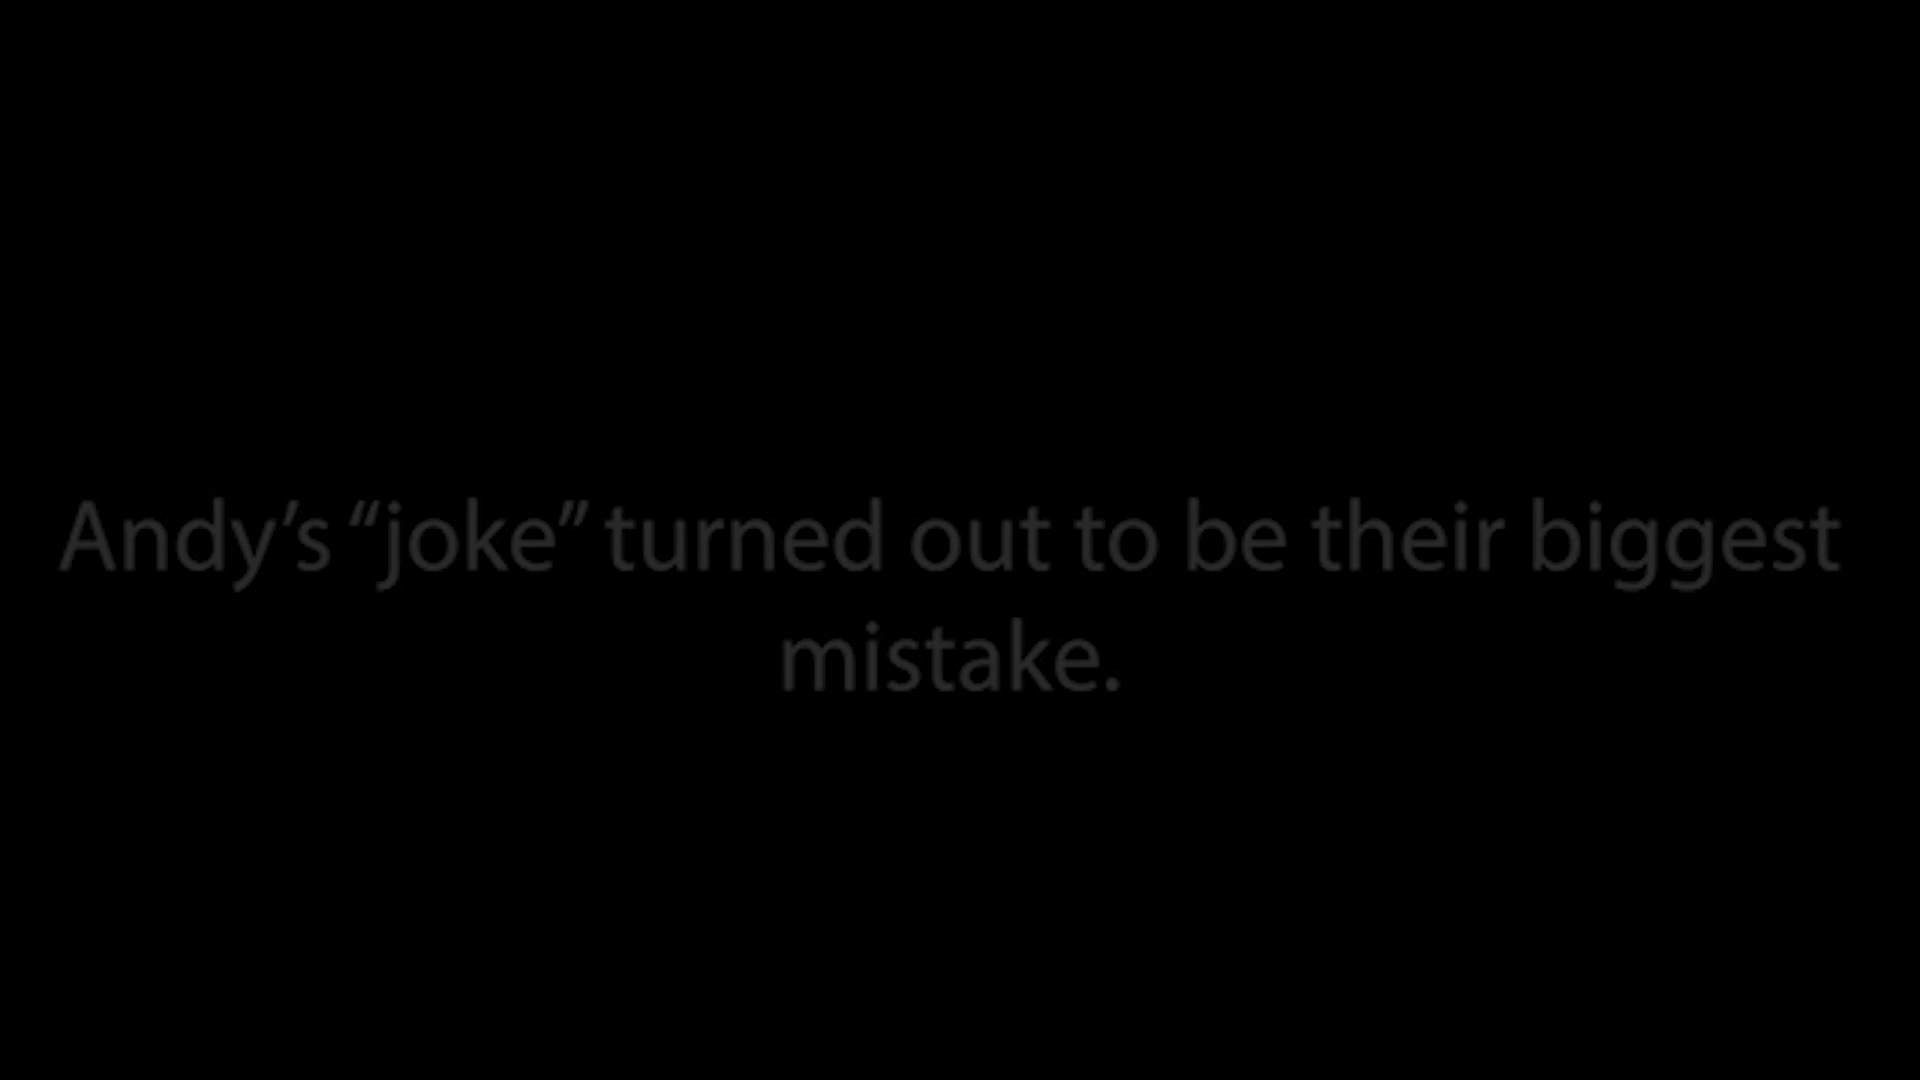 Andy’s “joke” turned out to be their biggest
mistake.